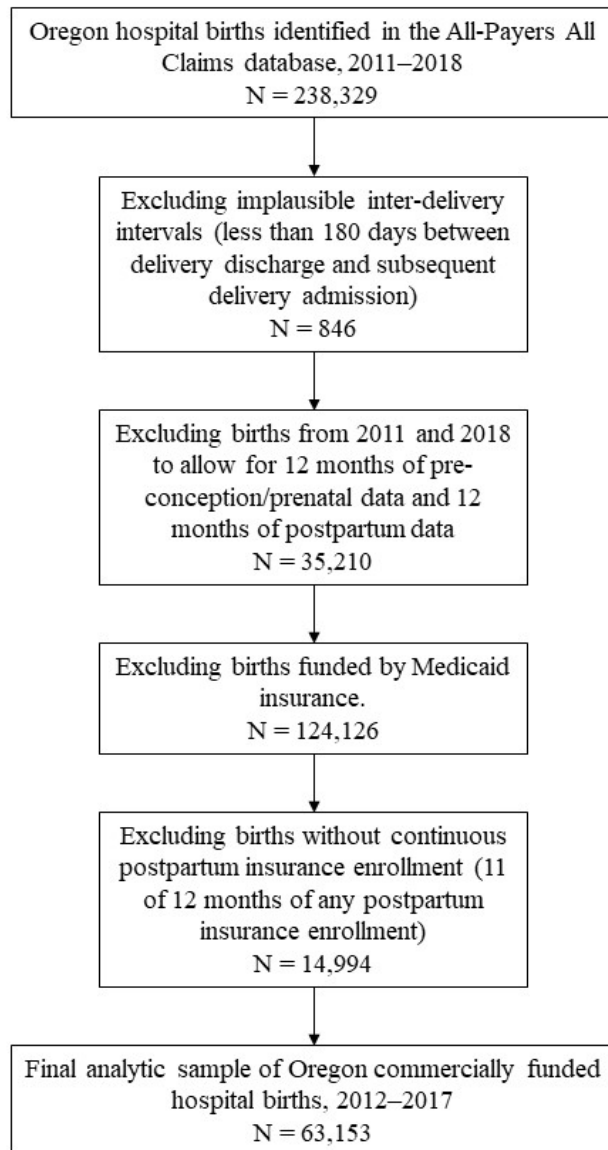 Oregon hospital births identified in the All-Payers All
Claims database, 2011–2018
N = 238,329
Excluding implausible inter-delivery
intervals (less than 180 days between
delivery discharge and subsequent
delivery admission)
N = 846
Excluding births from 2011 and 2018
to allow for 12 months of pre-
conception/prenatal data and 12
months of postpartum data
N = 35,210
Excluding births funded by Medicaid
insurance.
N = 124,126
Excluding births without continuous
postpartum insurance enrollment (11
of 12 months of any postpartum
insurance enrollment)
N = 14,994
Final analytic sample of Oregon commercially funded
hospital births, 2012–2017
N = 63,153